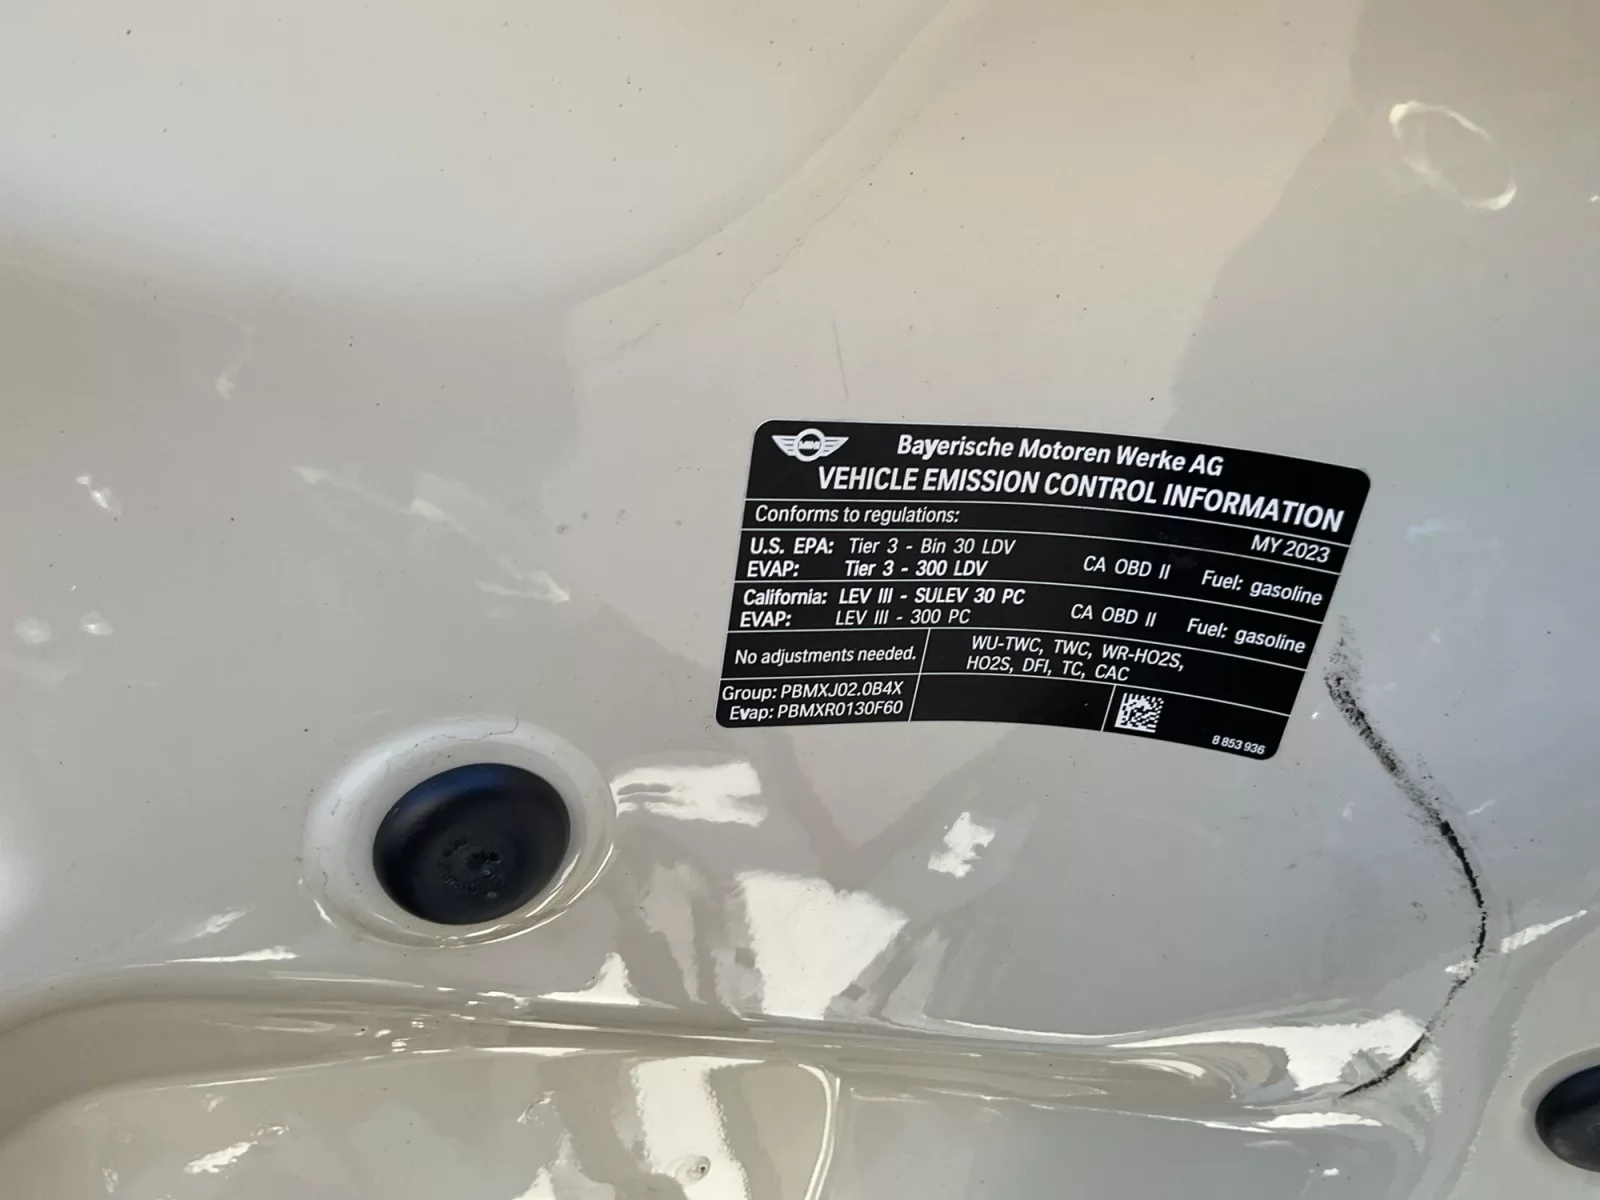 MINI
Bayerische Motoren Werke AG
VEHICLE EMISSION CONTROL INFORMATION
Conforms to regulations:
MY 2023
U.S. EPA: Tier 3 - Bin 30 LDV
EVAP: Tier 3 - 300 LDV
CA OBD II Fuel: gasoline
California: LEV III - SULEV 30 PC
EVAP: LEV III - 300 PC
CA OBD II Fuel: gasoline
No adjustments needed.
WU-TWC, TWC, WR-HO2S,
HO2S, DFI, TC, CAC
Group: PBMXJ02.0B4X
Evap: PBMXR0130F60
8 853 936